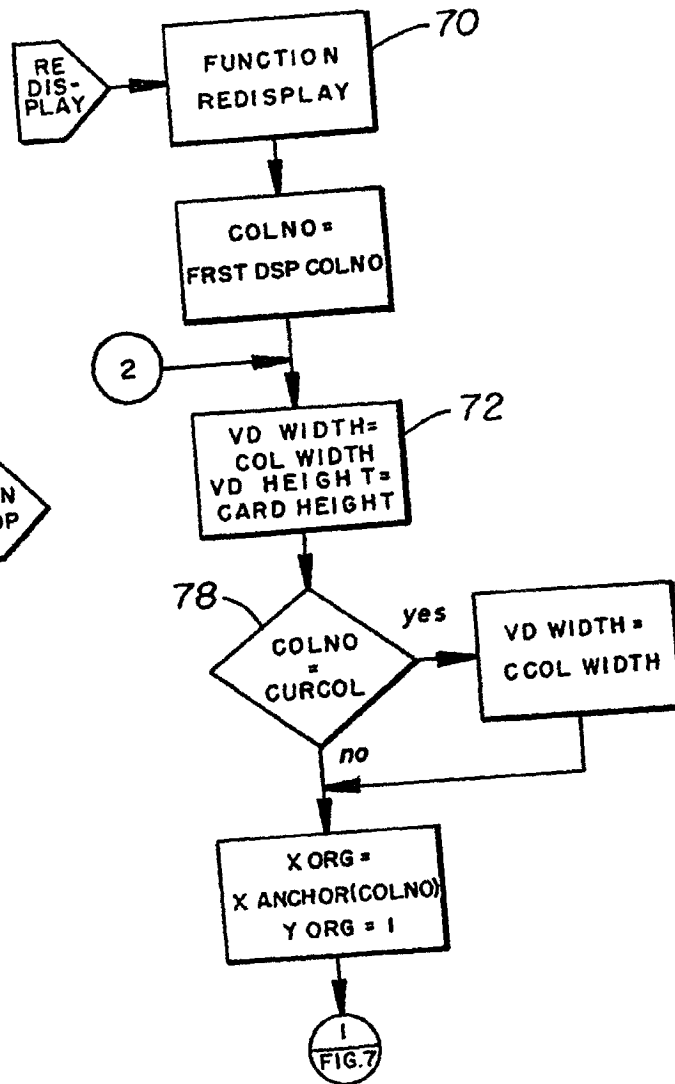 70
RE
DIS-
PLAY
FUNCTION
REDISPLAY
COLNO =
FRST DSP COLNO
2
72
VD WIDTH=
COL WIDTH
VD HEIGHT=
CARD HEIGHT
N
OP
78
COLNO
=
CURCOL
yes
VD WIDTH =
CCOL WIDTH
no
X ORG =
X ANCHOR(COLNO)
Y ORG = 1
1
FIG.7